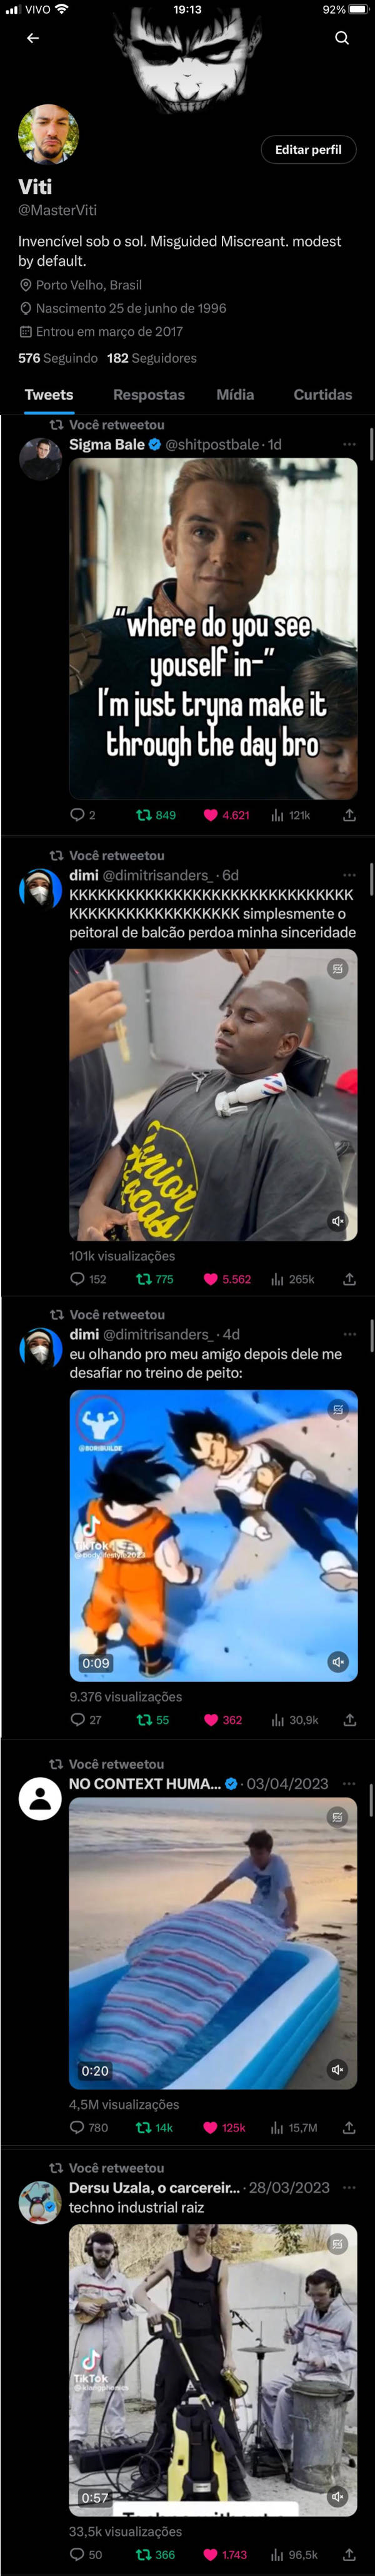 VIVO
19:13
92%
Editar perfil
Viti
@MasterViti
Invencível sob o sol. Misguided Miscreant. modest
by default.
Porto Velho, Brasil
Nascimento 25 de junho de 1996
Entrou em março de 2017
576 Seguindo 182 Seguidores
Tweets Respostas Mídia Curtidas
Você retweetou
Sigma Bale @shitpostbale · 1d
"where do you see
youself in-"
I'm just tryna make it
through the day bro
2 849 4.621 121k
Você retweetou
dimi @dimitrisanders_ · 6d
KKKKKKKKKKKKKKKKKKKKKKKKKKKKKK
KKKKKKKKKKKKKKKKKK simplesmente o
peitoral de balcão perdoa minha sinceridade
101k visualizações
152 775 5.562 265k
Você retweetou
dimi @dimitrisanders_ · 4d
eu olhando pro meu amigo depois dele me
desafiar no treino de peito:
TikTok
0:09
9.376 visualizações
27 55 362 30,9k
Você retweetou
NO CONTEXT HUMA... · 03/04/2023
0:20
4,5M visualizações
780 14k 125k 15,7M
Você retweetou
Dersu Uzala, o carcereir... · 28/03/2023
techno industrial raiz
TikTok
0:57
33,5k visualizações
50 366 1.743 96,5k